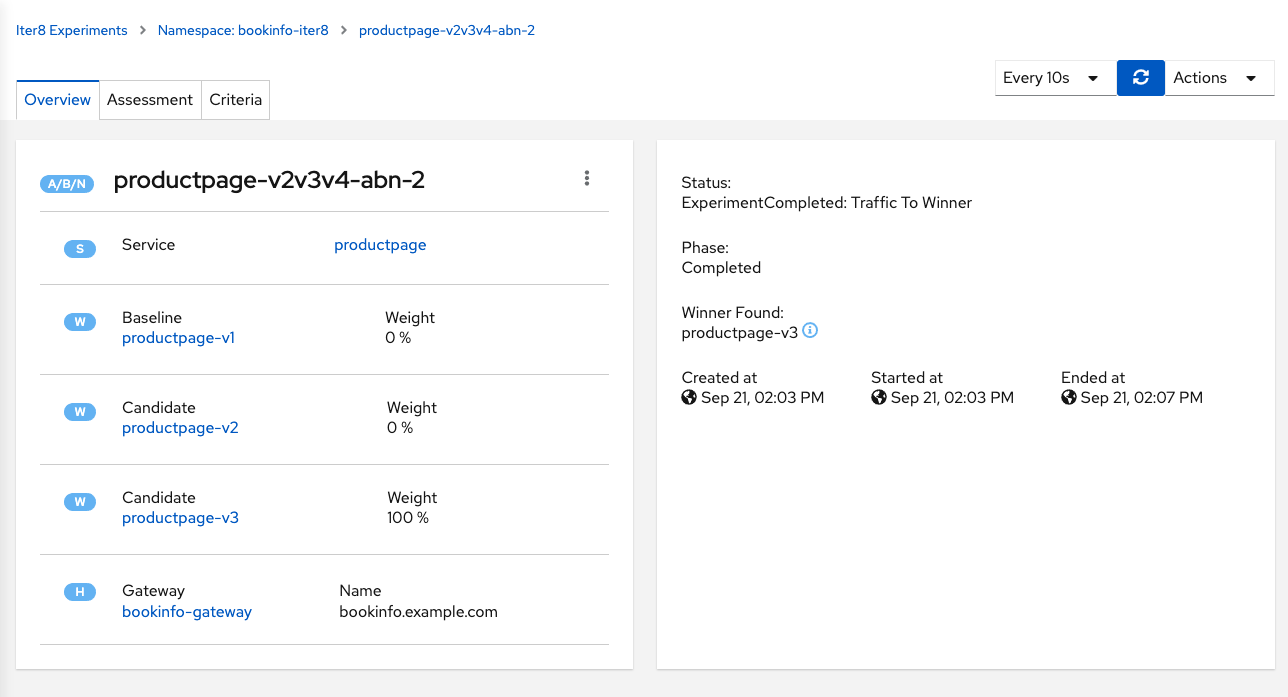 Iter8 Experiments > Namespace: bookinfo-iter8 > productpage-v2v3v4-abn-2
Every 10s
Actions
Overview
Assessment
Criteria
A/B/N productpage-v2v3v4-abn-2
S Service productpage
W Baseline Weight
productpage-v1 0 %
W Candidate Weight
productpage-v2 0 %
W Candidate Weight
productpage-v3 100 %
H Gateway Name
bookinfo-gateway bookinfo.example.com
Status:
ExperimentCompleted: Traffic To Winner
Phase:
Completed
Winner Found:
productpage-v3
Created at Started at Ended at
Sep 21, 02:03 PM Sep 21, 02:03 PM Sep 21, 02:07 PM